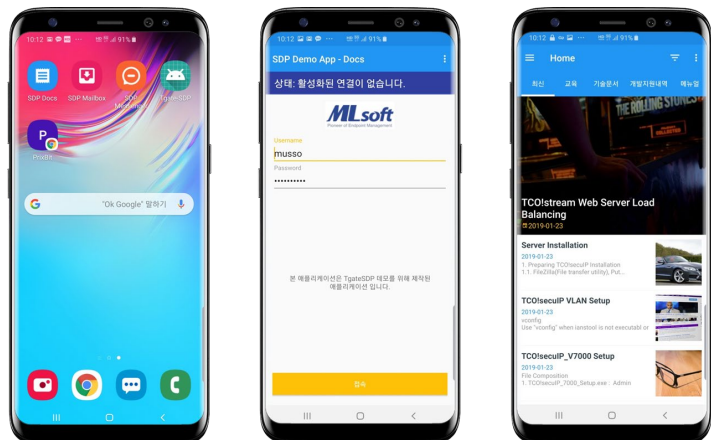 10:12
91%
SDP Docs
SDP Mailbox
SDP
Tgate-SDP
P
PrixBit
G
"Ok Google" 말하기
10:12
91%
SDP Demo App - Docs
상태: 활성화된 연결이 없습니다.
MLsoft
Pioneer of Endpoint Management
Username
musso
Password
••••••••••
본 애플리케이션은 TgateSDP 데모를 위해 제작된
애플리케이션 입니다.
접속
10:12
91%
Home
최신 교육 기술문서 개발지원내역 메뉴얼
THE ROLLING STONES
TCO!stream Web Server Load
Balancing
2019-01-23
Server Installation
2019-01-23
1. Preparing TCO!secuIP Installation
1.1. FileZilla(File transfer utility), Put...
TCO!secuIP VLAN Setup
2019-01-23
vconfig
Use "vconfig" when ianstool is not executabl or
TCO!secuIP_V7000 Setup
2019-01-23
File Composition
1. TCO!secuIP_7000_Setup.exe : Admin